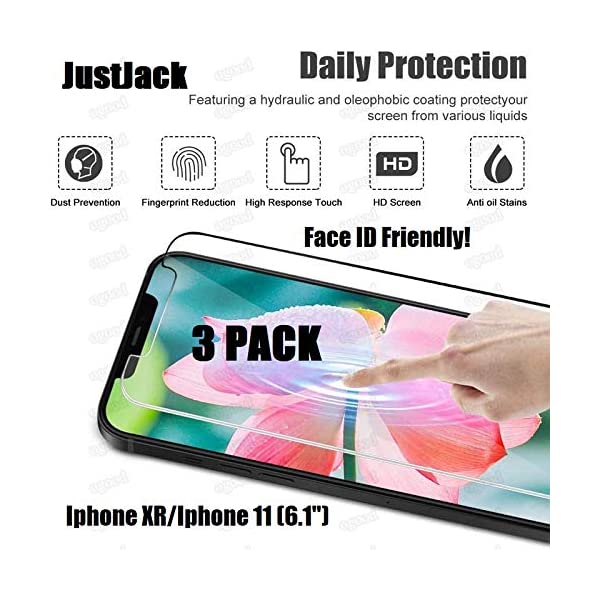 JustJack
Daily Protection
Featuring a hydraulic and oleophobic coating protectyour
screen from various liquids
HD
Dust Prevention
Fingerprint Reduction
High Response Touch
HD Screen
Anti oil Stains
Face ID Friendly!
3 PACK
Iphone XR/Iphone 11 (6.1")